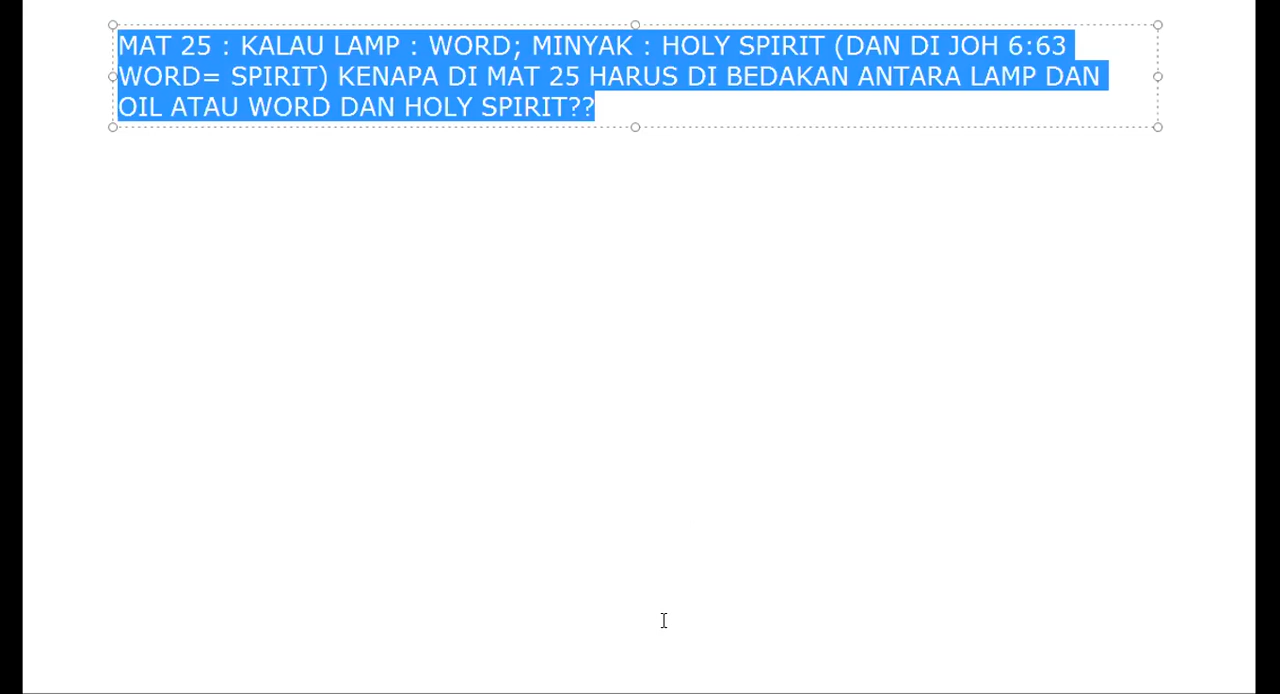 MAT 25 : KALAU LAMP : WORD; MINYAK : HOLY SPIRIT (DAN DI JOH 6:63
WORD= SPIRIT) KENAPA DI MAT 25 HARUS DI BEDAKAN ANTARA LAMP DAN
OIL ATAU WORD DAN HOLY SPIRIT??